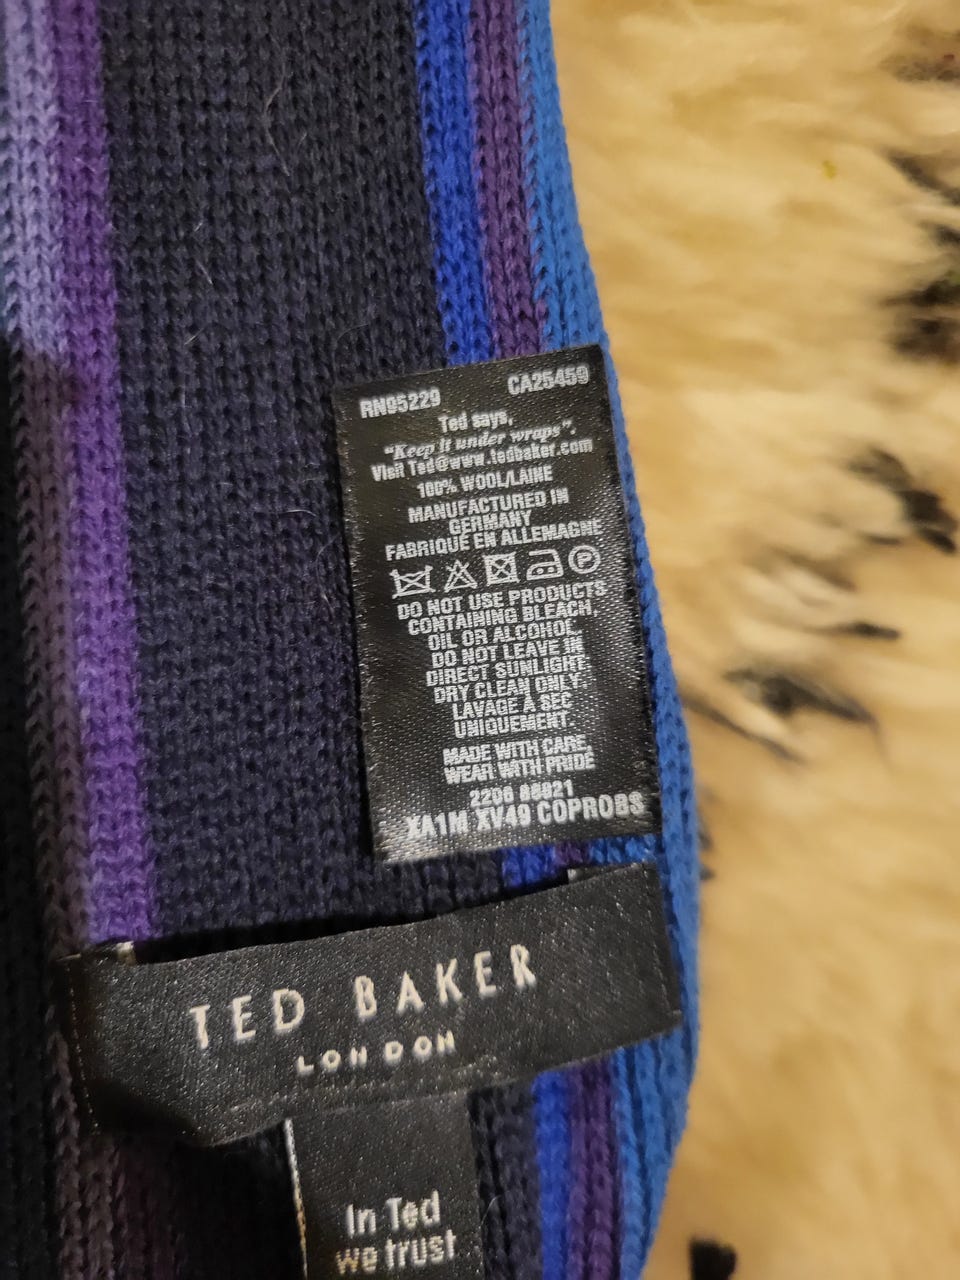 RN95229 CA25459
Ted says,
"Keep it under wraps".
Visit Ted@www.tedbaker.com
100% WOOL/LAINE
MANUFACTURED IN
GERMANY
FABRIQUÉ EN ALLEMAGNE
P
DO NOT USE PRODUCTS
CONTAINING BLEACH,
OIL OR ALCOHOL
DO NOT LEAVE IN
DIRECT SUNLIGHT.
DRY CLEAN ONLY.
LAVAGE À SEC
UNIQUEMENT.
MADE WITH CARE,
WEAR WITH PRIDE
2206
XA1M XV49 COPROBS
TED BAKER
LONDON
In Ted
we trust